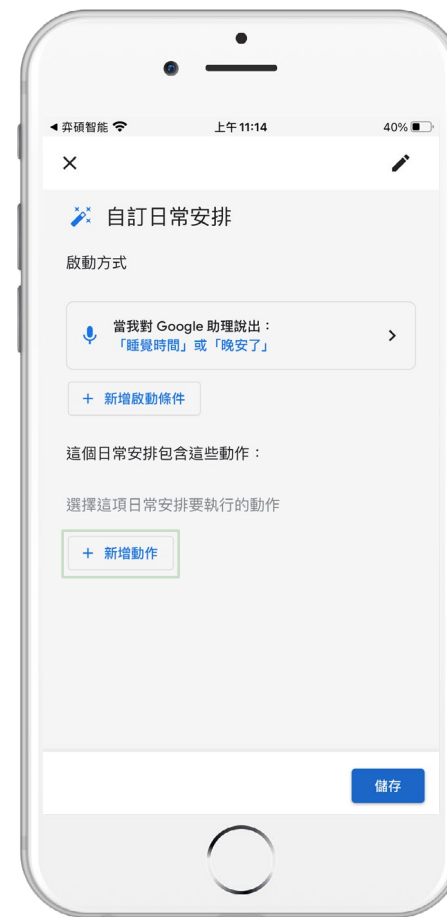 弈碩智能 上午 11:14 40%
自訂日常安排
啟動方式
當我對 Google 助理說出：
「睡覺時間」或「晚安了」
+ 新增啟動條件
這個日常安排包含這些動作：
選擇這項日常安排要執行的動作
+ 新增動作
儲存